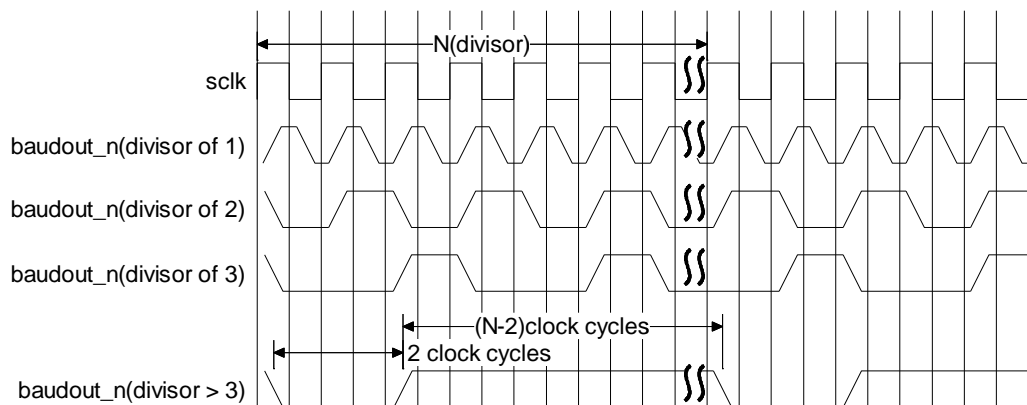 N(divisor)
sclk
baudout_n(divisor of 1)
baudout_n(divisor of 2)
baudout_n(divisor of 3)
(N-2)clock cycles
2 clock cycles
baudout_n(divisor > 3)